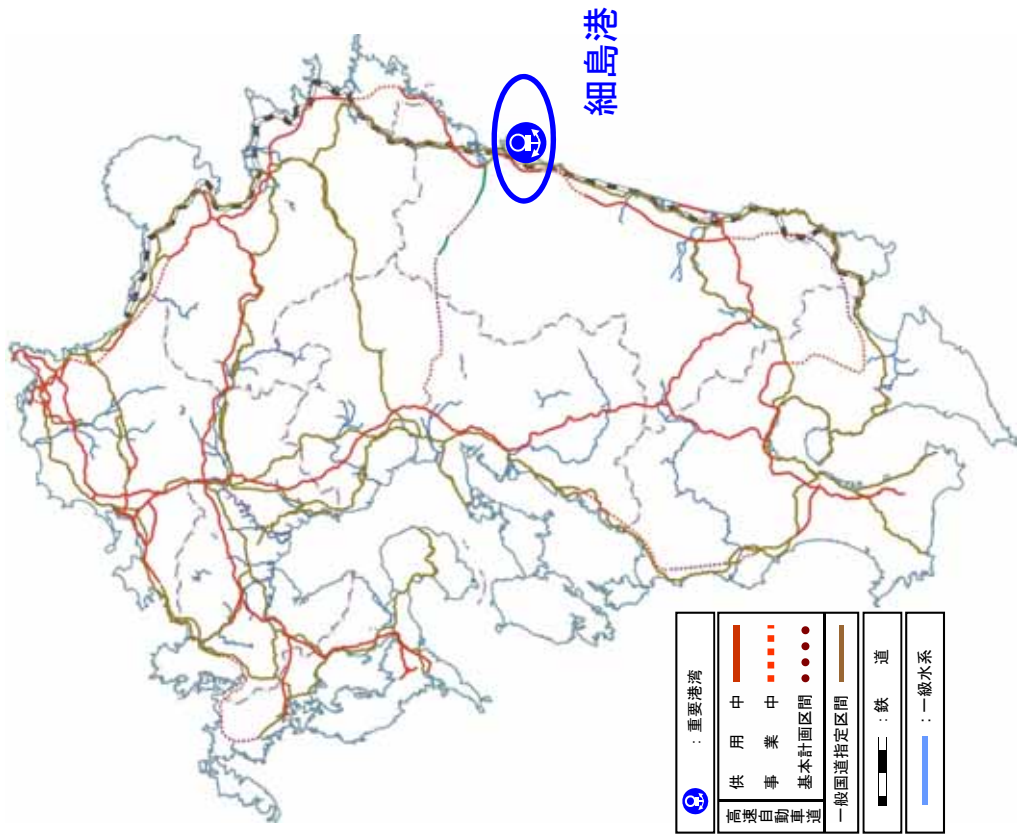 細島港
：重要港湾
高速自動車道
供用中
事業中
基本計画区間
一般国道指定区間
：鉄　道
：一級水系